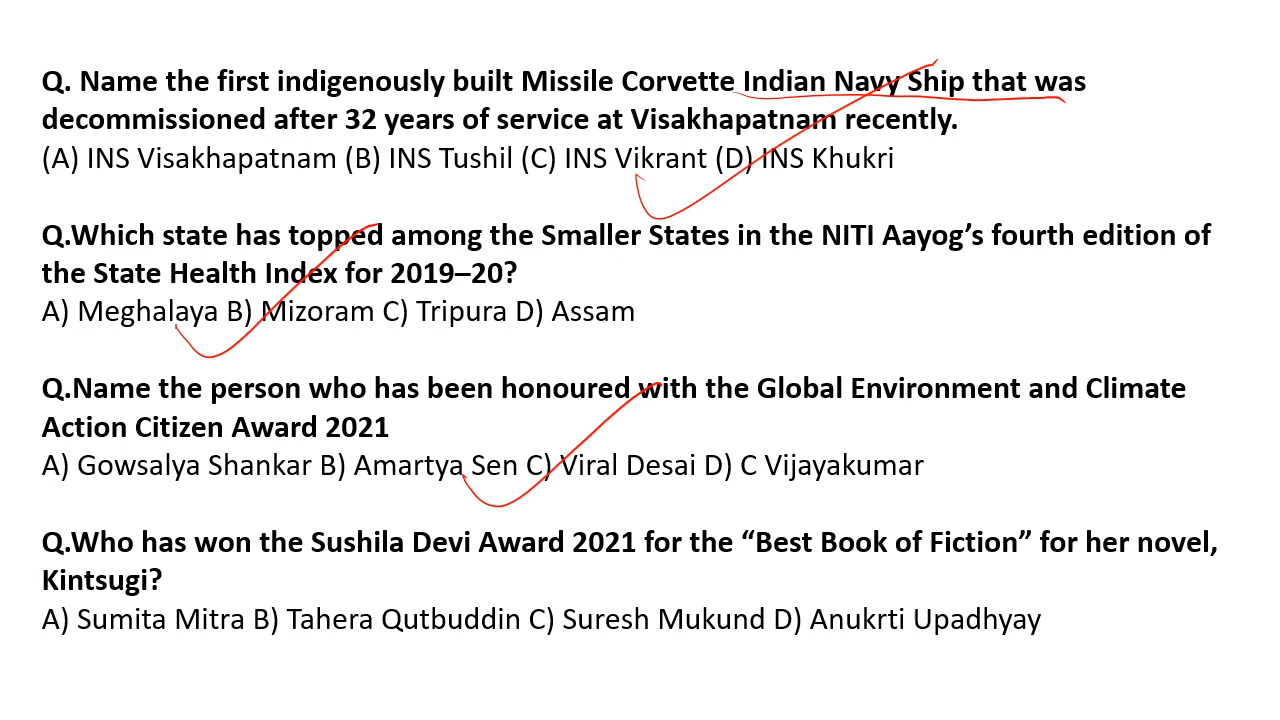 Q. Name the first indigenously built Missile Corvette Indian Navy Ship that was
decommissioned after 32 years of service at Visakhapatnam recently.
(A) INS Visakhapatnam (B) INS Tushil (C) INS Vikrant (D) INS Khukri
Q.Which state has topped among the Smaller States in the NITI Aayog’s fourth edition of
the State Health Index for 2019–20?
A) Meghalaya B) Mizoram C) Tripura D) Assam
Q.Name the person who has been honoured with the Global Environment and Climate
Action Citizen Award 2021
A) Gowsalya Shankar B) Amartya Sen C) Viral Desai D) C Vijayakumar
Q.Who has won the Sushila Devi Award 2021 for the “Best Book of Fiction” for her novel,
Kintsugi?
A) Sumita Mitra B) Tahera Qutbuddin C) Suresh Mukund D) Anukrti Upadhyay